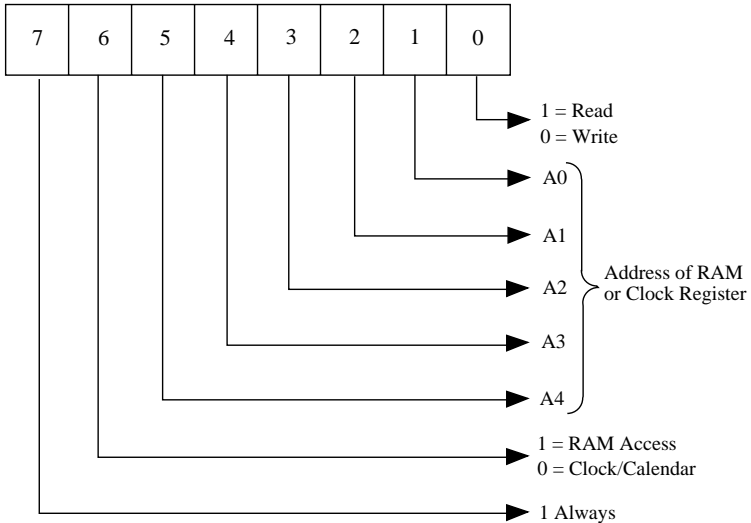 7 6 5 4 3 2 1 0
1 = Read
0 = Write
A0
A1
A2
A3
A4
Address of RAM
or Clock Register
1 = RAM Access
0 = Clock/Calendar
1 Always